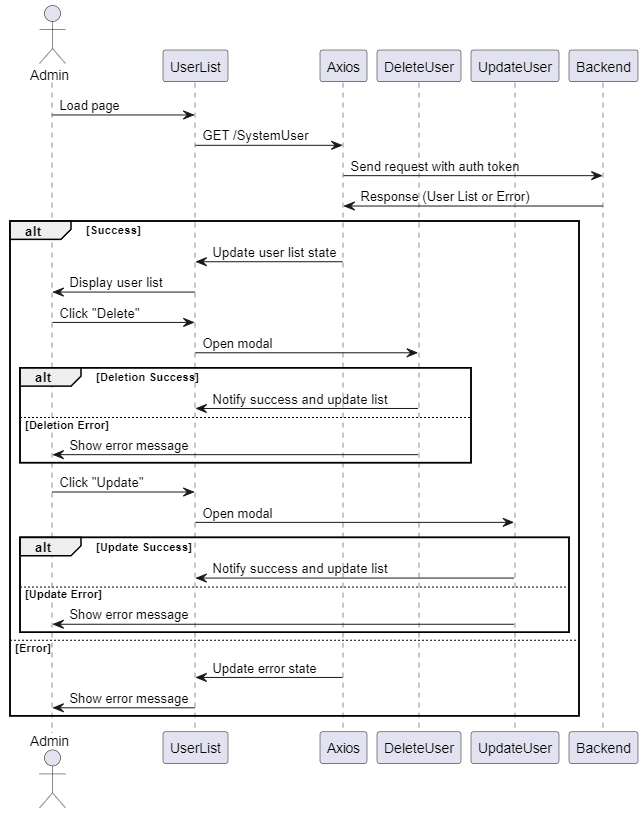 Admin
UserList
Axios
DeleteUser
UpdateUser
Backend
Load page
GET /SystemUser
Send request with auth token
Response (User List or Error)
alt
[Success]
Update user list state
Display user list
Click "Delete"
Open modal
alt
[Deletion Success]
Notify success and update list
[Deletion Error]
Show error message
Click "Update"
Open modal
alt
[Update Success]
Notify success and update list
[Update Error]
Show error message
[Error]
Update error state
Show error message
Admin
UserList
Axios
DeleteUser
UpdateUser
Backend